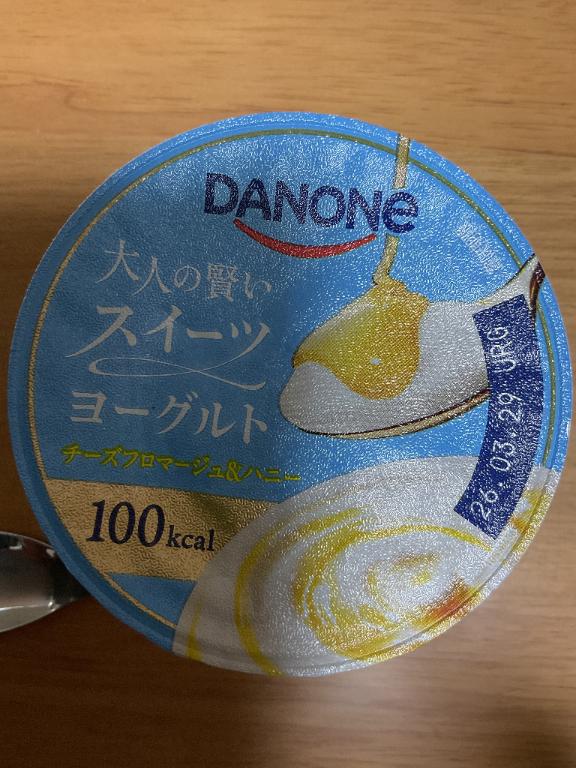 DANONE
大人の賢い
スイーツ
ヨーグルト
チーズフロマージュ&ハニー
100kcal
26.03.29 JRG